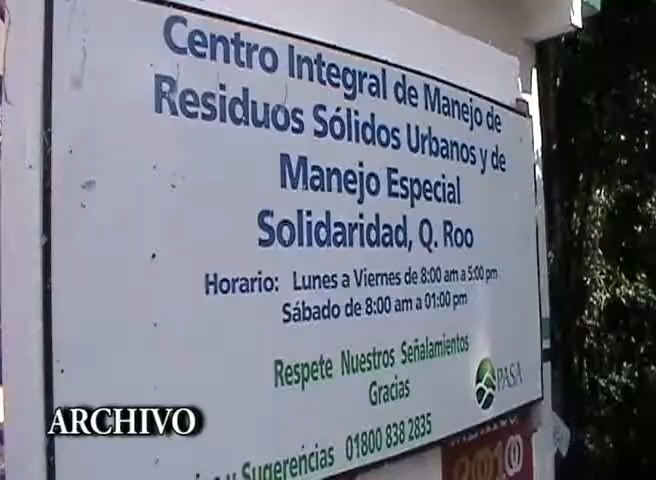 Centro Integral de Manejo de
Residuos Sólidos Urbanos y de
Manejo Especial
Solidaridad, Q. Roo
Horario: Lunes a Viernes de 8:00 am a 5:00 pm
Sábado de 8:00 am a 01:00 pm
Respete Nuestros Señalamientos
Gracias
PASA
y Sugerencias 01800 838 2835
ARCHIVO
2010